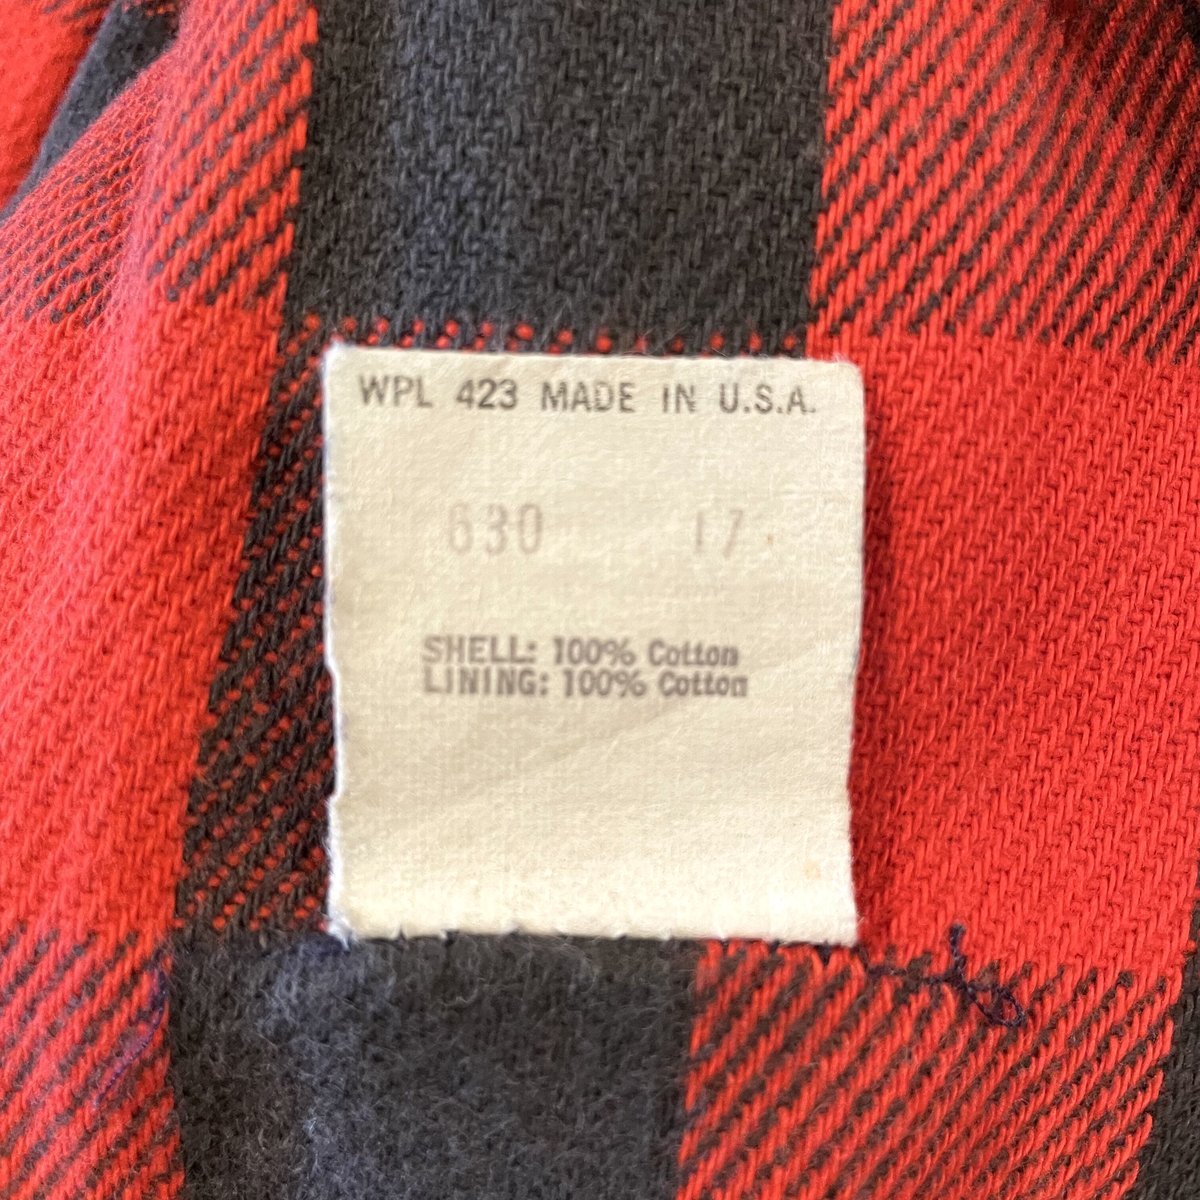 WPL 423 MADE IN U.S.A.
630 17
SHELL: 100% Cotton
LINING: 100% Cotton